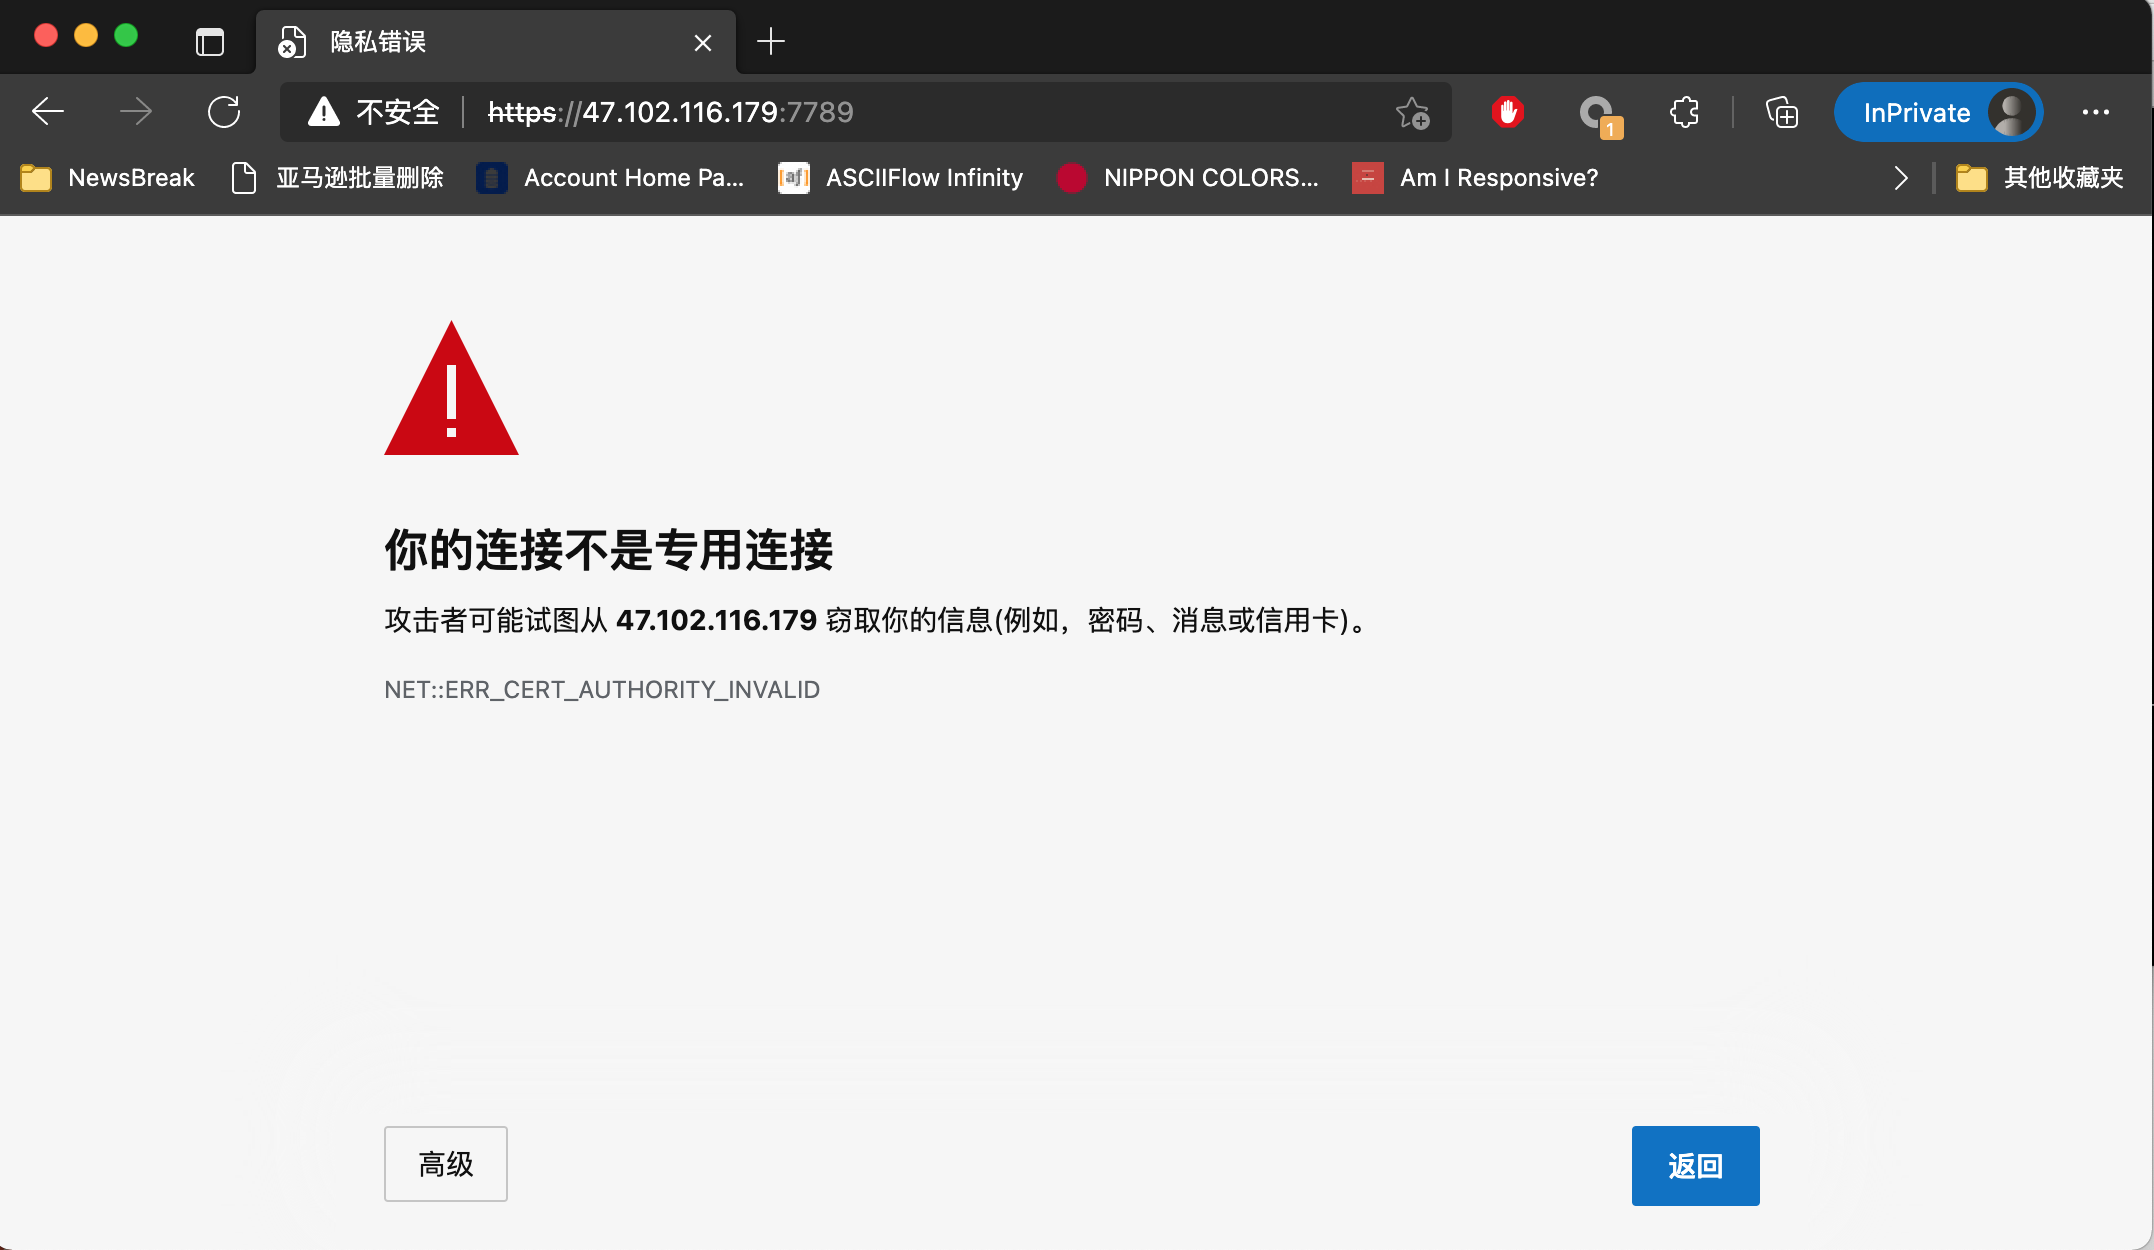 隐私错误
不安全 https://47.102.116.179:7789
1
InPrivate
NewsBreak 亚马逊批量删除 Account Home Pa... af ASCIIFlow Infinity NIPPON COLORS... Am I Responsive? 其他收藏夹
你的连接不是专用连接
攻击者可能试图从 47.102.116.179 窃取你的信息(例如，密码、消息或信用卡)。
NET::ERR_CERT_AUTHORITY_INVALID
高级 返回